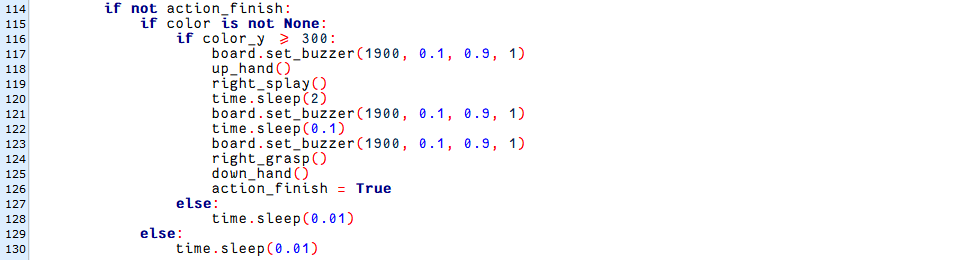 114 if not action_finish:
115 if color is not None:
116 if color_y ≥ 300:
117 board.set_buzzer(1900, 0.1, 0.9, 1)
118 up_hand()
119 right_splay()
120 time.sleep(2)
121 board.set_buzzer(1900, 0.1, 0.9, 1)
122 time.sleep(0.1)
123 board.set_buzzer(1900, 0.1, 0.9, 1)
124 right_grasp()
125 down_hand()
126 action_finish = True
127 else:
128 time.sleep(0.01)
129 else:
130 time.sleep(0.01)